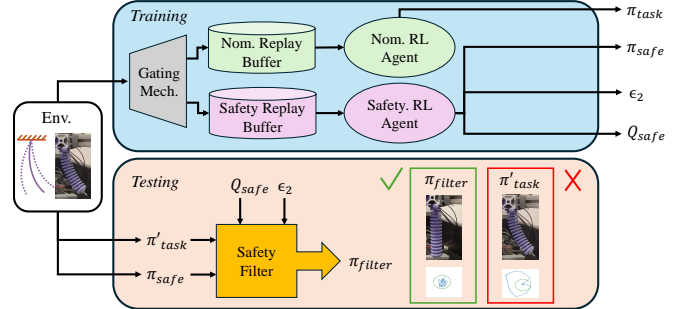 Training
Nom. Replay
Buffer
Nom. RL
Agent
Gating
Mech.
Safety Replay
Buffer
Safety. RL
Agent
π_task
π_safe
ϵ_2
Q_safe
Env.
Testing
Q_safe ϵ_2
π'_task
π_safe
Safety
Filter
π_filter
π_filter
π'_task